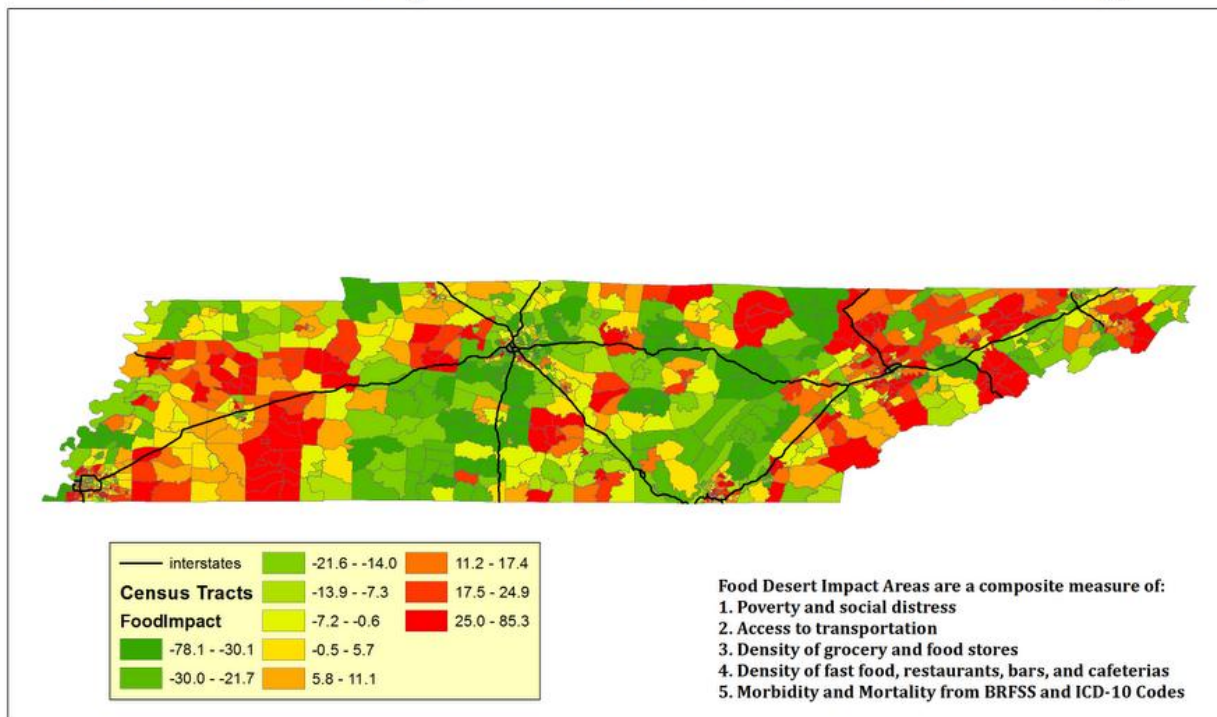 interstates
Census Tracts
FoodImpact
-78.1 - -30.1
-30.0 - -21.7
-21.6 - -14.0
-13.9 - -7.3
-7.2 - -0.6
-0.5 - 5.7
5.8 - 11.1
11.2 - 17.4
17.5 - 24.9
25.0 - 85.3
Food Desert Impact Areas are a composite measure of:
1. Poverty and social distress
2. Access to transportation
3. Density of grocery and food stores
4. Density of fast food, restaurants, bars, and cafeterias
5. Morbidity and Mortality from BRFSS and ICD-10 Codes